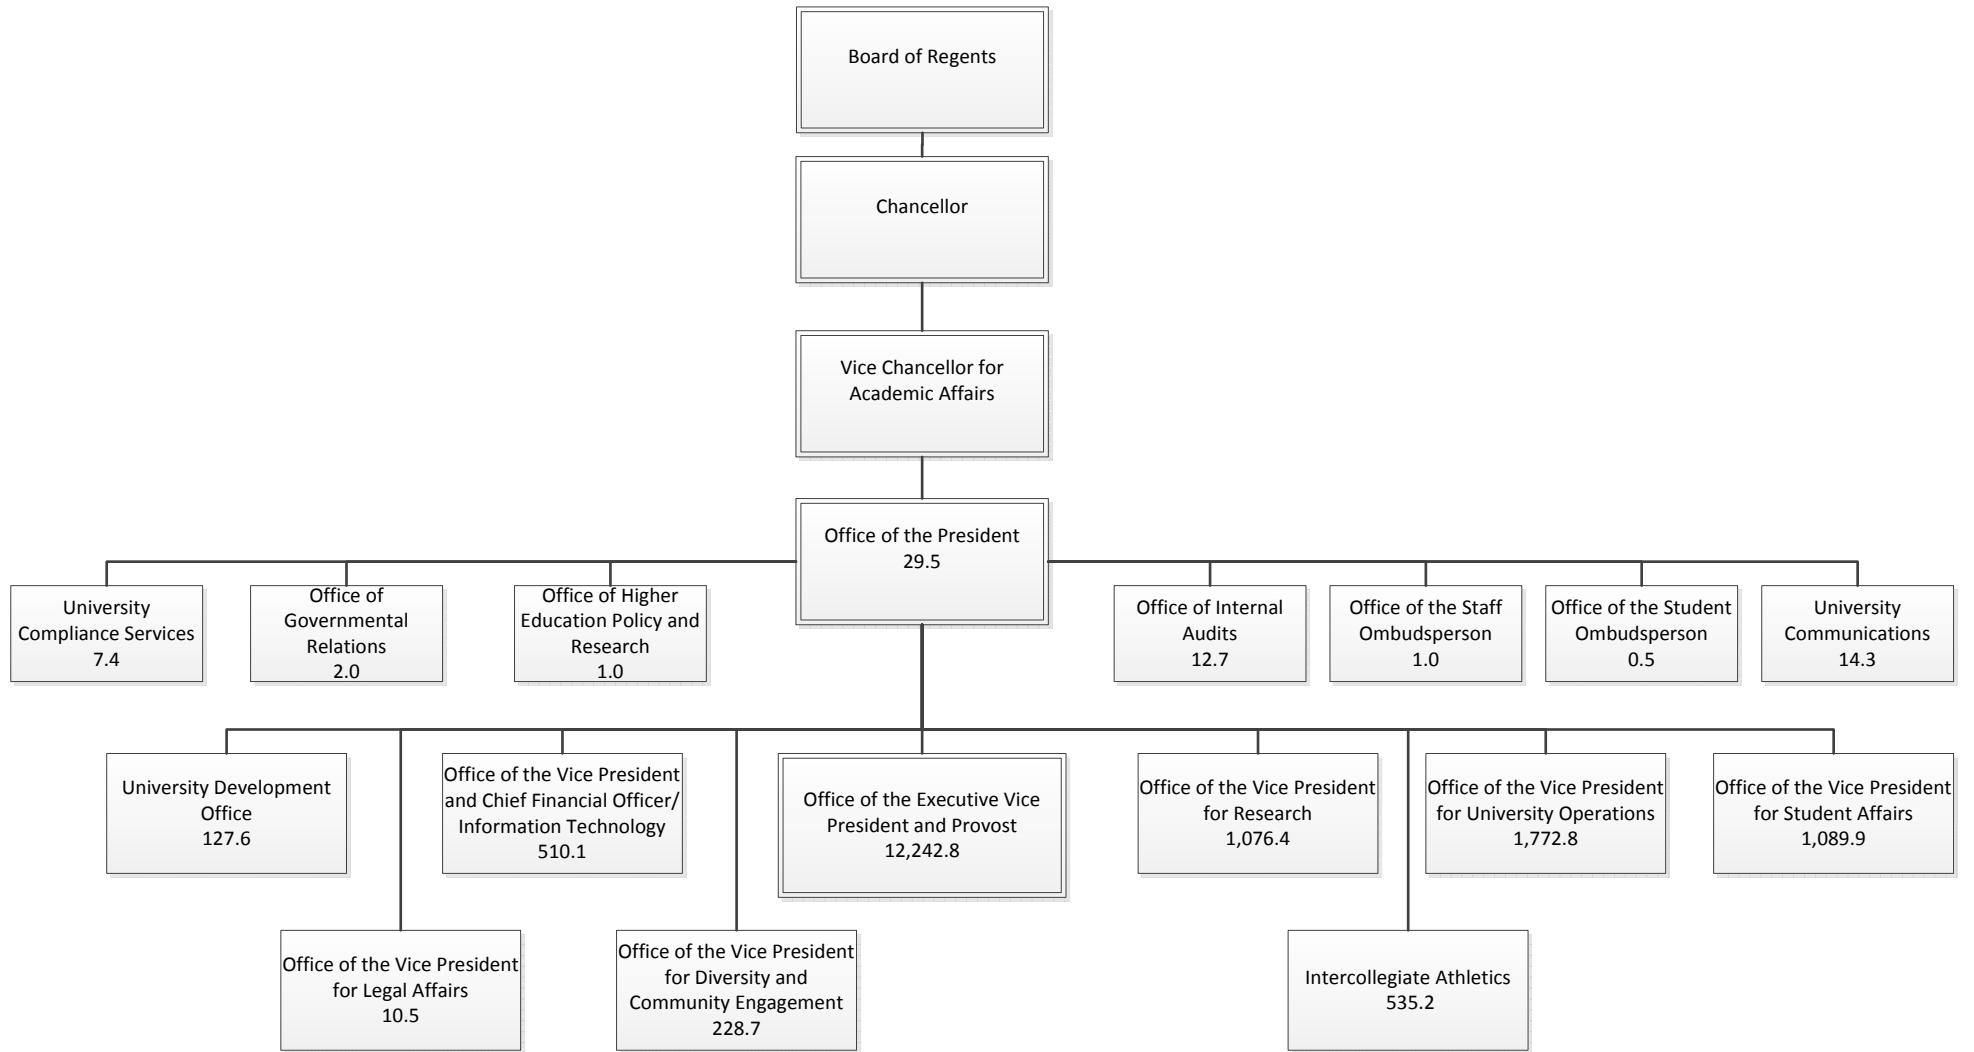 Board of Regents
Chancellor
Vice Chancellor for
Academic Affairs
Office of the President
29.5
University
Compliance Services
7.4
Office of
Governmental
Relations
2.0
Office of Higher
Education Policy and
Research
1.0
Office of Internal
Audits
12.7
Office of the Staff
Ombudsperson
1.0
Office of the Student
Ombudsperson
0.5
University
Communications
14.3
University Development
Office
127.6
Office of the Vice President
and Chief Financial Officer/
Information Technology
510.1
Office of the Executive Vice
President and Provost
12,242.8
Office of the Vice President
for Research
1,076.4
Office of the Vice President
for University Operations
1,772.8
Office of the Vice President
for Student Affairs
1,089.9
Office of the Vice President
for Legal Affairs
10.5
Office of the Vice President
for Diversity and
Community Engagement
228.7
Intercollegiate Athletics
535.2